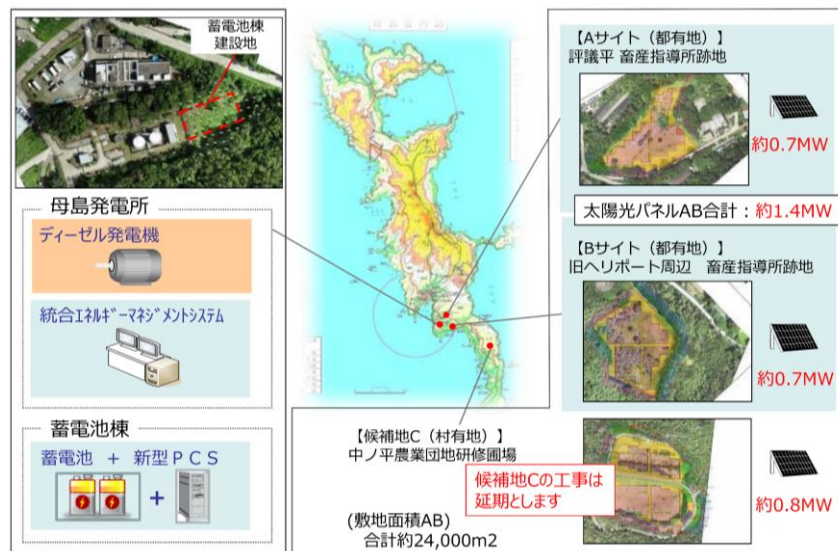 蓄電池棟
建設地
母島発電所
ディーゼル発電機
統合エネルギーマネジメントシステム
蓄電池棟
蓄電池 + 新型PCS
+
【Aサイト(都有地)】
評議平 畜産指導所跡地
約0.7MW
太陽光パネルAB合計:約1.4MW
【Bサイト(都有地)】
旧ヘリポート周辺 畜産指導所跡地
約0.7MW
【候補地C(村有地)】
中ノ平農業団地研修圃場
候補地Cの工事は
延期とします
約0.8MW
(敷地面積AB)
合計約24,000m2